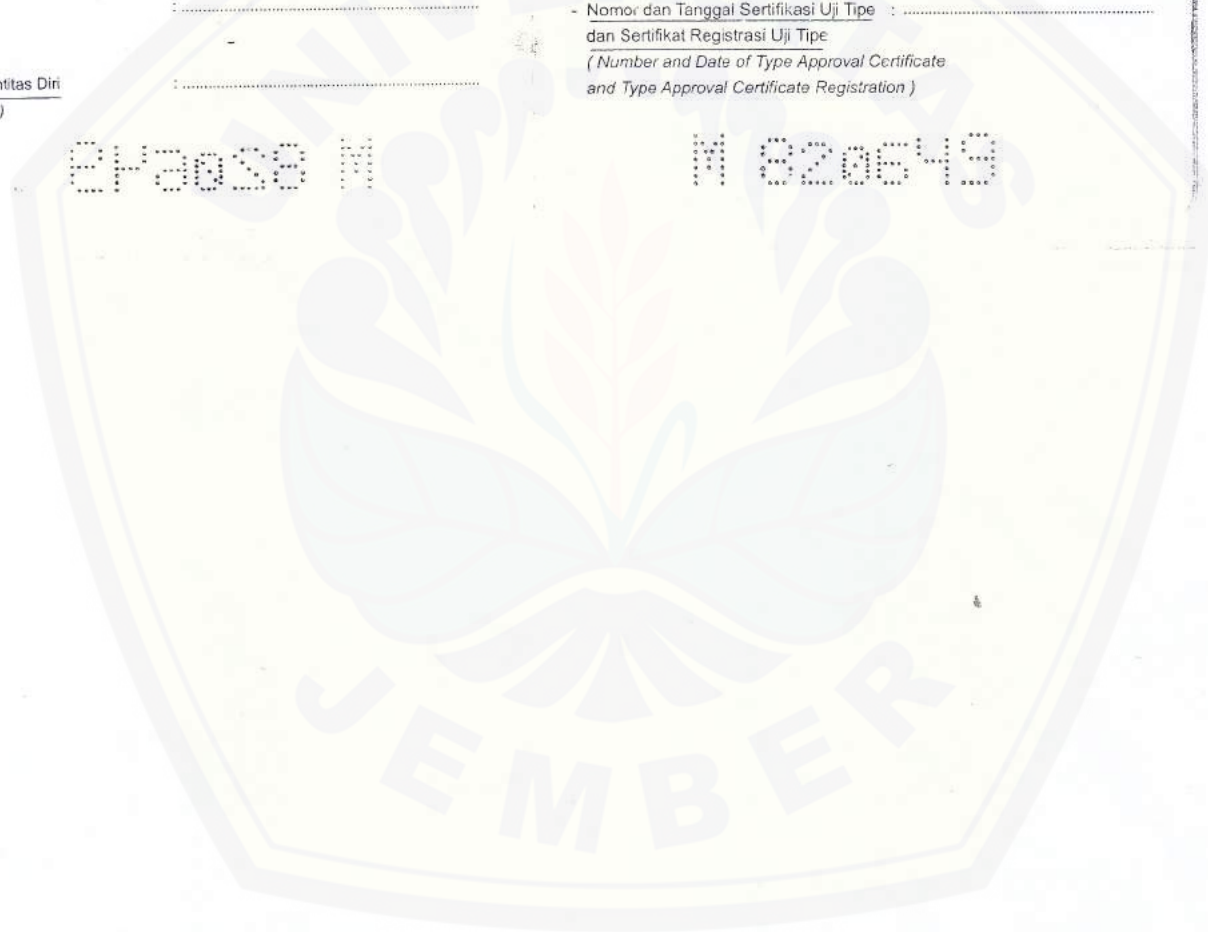 - Nomor dan Tanggal Sertifikasi Uji Tipe :
dan Sertifikat Registrasi Uji Tipe
( Number and Date of Type Approval Certificate
and Type Approval Certificate Registration )
ntitas Diri :
)
M 820649
JEMBER